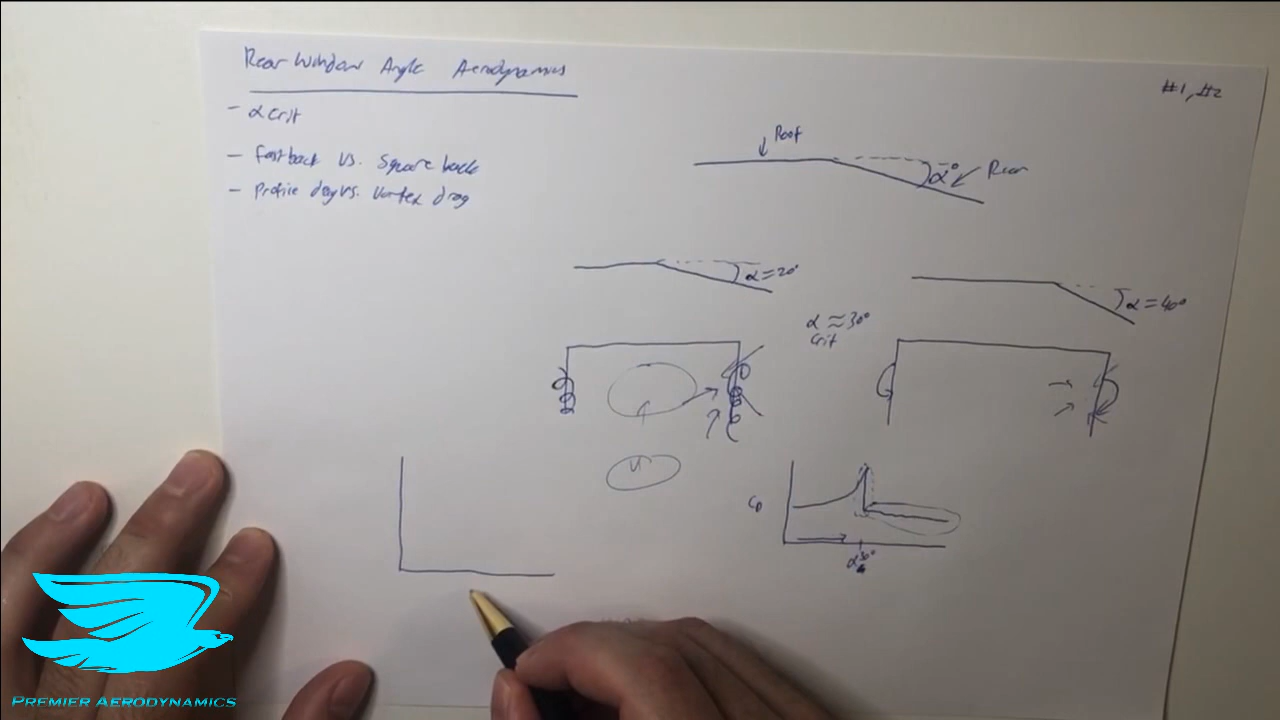 Rear Window Angle Aerodynamics
#1, #2
- α crit
- Fastback vs. Square back
- Profile drag vs. Vortex drag
Roof
α°
Rear
α=20°
α=40°
α ≈ 30°
crit
CD
α 30°
PREMIER AERODYNAMICS